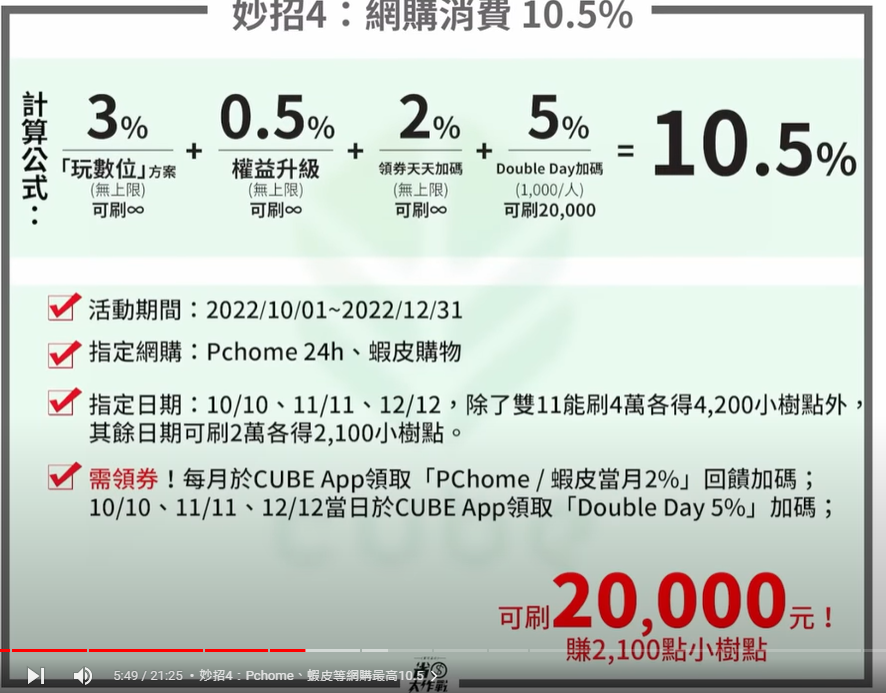 妙招4：網購消費 10.5%
計算公式：
3% + 0.5% + 2% + 5% = 10.5%
「玩數位」方案 權益升級 領券天天加碼 Double Day加碼
(無上限) (無上限) (無上限) (1,000/人)
可刷∞ 可刷∞ 可刷∞ 可刷20,000
活動期間：2022/10/01~2022/12/31
指定網購：Pchome 24h、蝦皮購物
指定日期：10/10、11/11、12/12，除了雙11能刷4萬各得4,200小樹點外，
其餘日期可刷2萬各得2,100小樹點。
需領券！每月於CUBE App領取「PChome / 蝦皮當月2%」回饋加碼；
10/10、11/11、12/12當日於CUBE App領取「Double Day 5%」加碼；
可刷20,000元！
賺2,100點小樹點
5:49 / 21:25 • 妙招4：Pchome、蝦皮等網購最高10.5